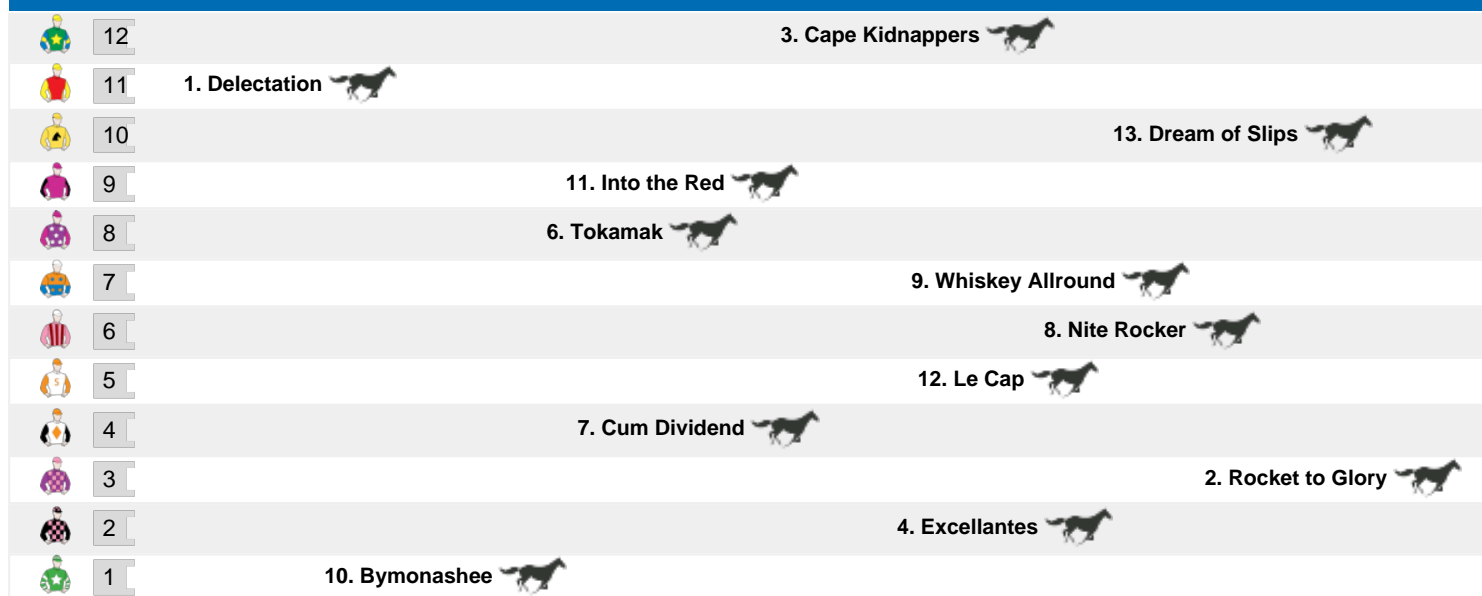 12 3. Cape Kidnappers
11 1. Delectation
10 13. Dream of Slips
9 11. Into the Red
8 6. Tokamak
7 9. Whiskey Allround
6 8. Nite Rocker
5 S 12. Le Cap
4 7. Cum Dividend
3 2. Rocket to Glory
2 4. Excellantes
1 10. Bymonashee